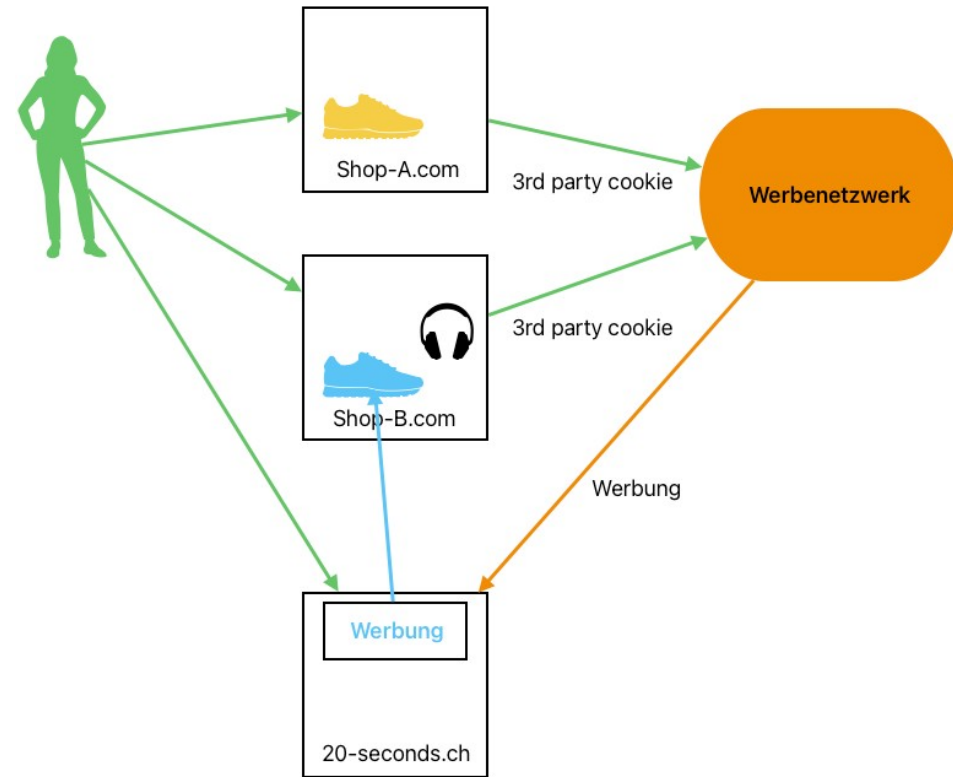 Shop-A.com
3rd party cookie
Werbenetzwerk
3rd party cookie
Shop-B.com
Werbung
Werbung
20-seconds.ch